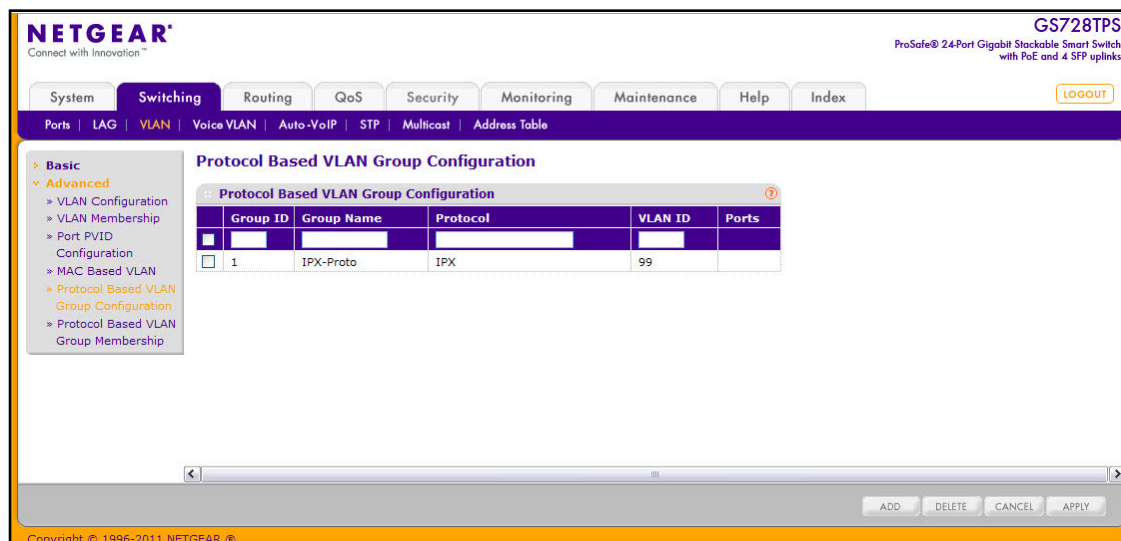 NETGEAR®
Connect with Innovation™
GS728TPS
ProSafe® 24-Port Gigabit Stackable Smart Switch
with PoE and 4 SFP uplinks
System Switching Routing QoS Security Monitoring Maintenance Help Index LOGOUT
Ports | LAG | VLAN | Voice VLAN | Auto-VoIP | STP | Multicast | Address Table
Basic
Advanced
» VLAN Configuration
» VLAN Membership
» Port PVID
Configuration
» MAC Based VLAN
» Protocol Based VLAN
Group Configuration
» Protocol Based VLAN
Group Membership
Protocol Based VLAN Group Configuration
Protocol Based VLAN Group Configuration ?
Group ID Group Name Protocol VLAN ID Ports
1 IPX-Proto IPX 99
ADD DELETE CANCEL APPLY
Copyright © 1996-2011 NETGEAR ®